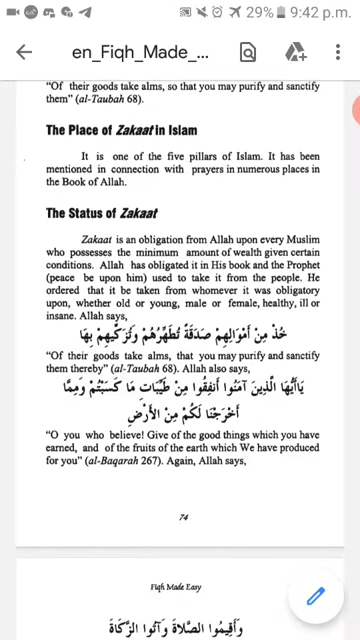 29% 9:42 p.m.
en_Fiqh_Made_...
"Of their goods take alms, so that you may purify and sanctify
them" (al-Taubah 68).
The Place of Zakaat in Islam
It is one of the five pillars of Islam. It has been
mentioned in connection with prayers in numerous places in
the Book of Allah.
The Status of Zakaat
Zakaat is an obligation from Allah upon every Muslim
who possesses the minimum amount of wealth given certain
conditions. Allah has obligated it in His book and the Prophet
(peace be upon him) used to take it from the people. He
ordered that it be taken from whomever it was obligatory
upon, whether old or young, male or female, healthy, ill or
insane. Allah says,
خُذْ مِنْ أَمْوَالِهِمْ صَدَقَةً تُطَهِّرُهُمْ وَتُزَكِّيهِمْ بِهَا
"Of their goods take alms, that you may purify and sanctify
them thereby" (al-Taubah 68). Allah also says,
يَاأَيُّهَا الَّذِينَ آمَنُوا أَنفِقُوا مِنْ طَيِّبَاتِ مَا كَسَبْتُمْ وَمِمَّا
أَخْرَجْنَا لَكُمْ مِنَ الْأَرْضِ
"O you who believe! Give of the good things which you have
earned, and of the fruits of the earth which We have produced
for you" (al-Baqarah 267). Again, Allah says,
74
Fiqh Made Easy
وَأَقِيمُوا الصَّلَاةَ وَآتُوا الزَّكَاةَ